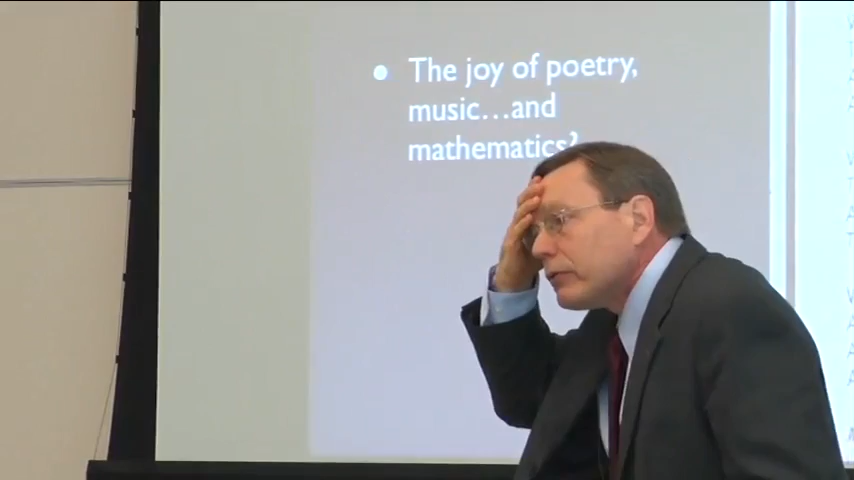 • The joy of poetry,
music...and
mathematics?